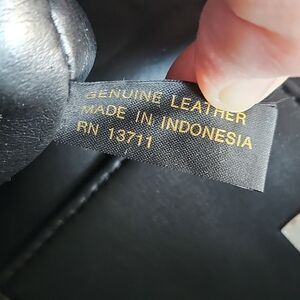 GENUINE LEATHER
MADE IN INDONESIA
RN 13711